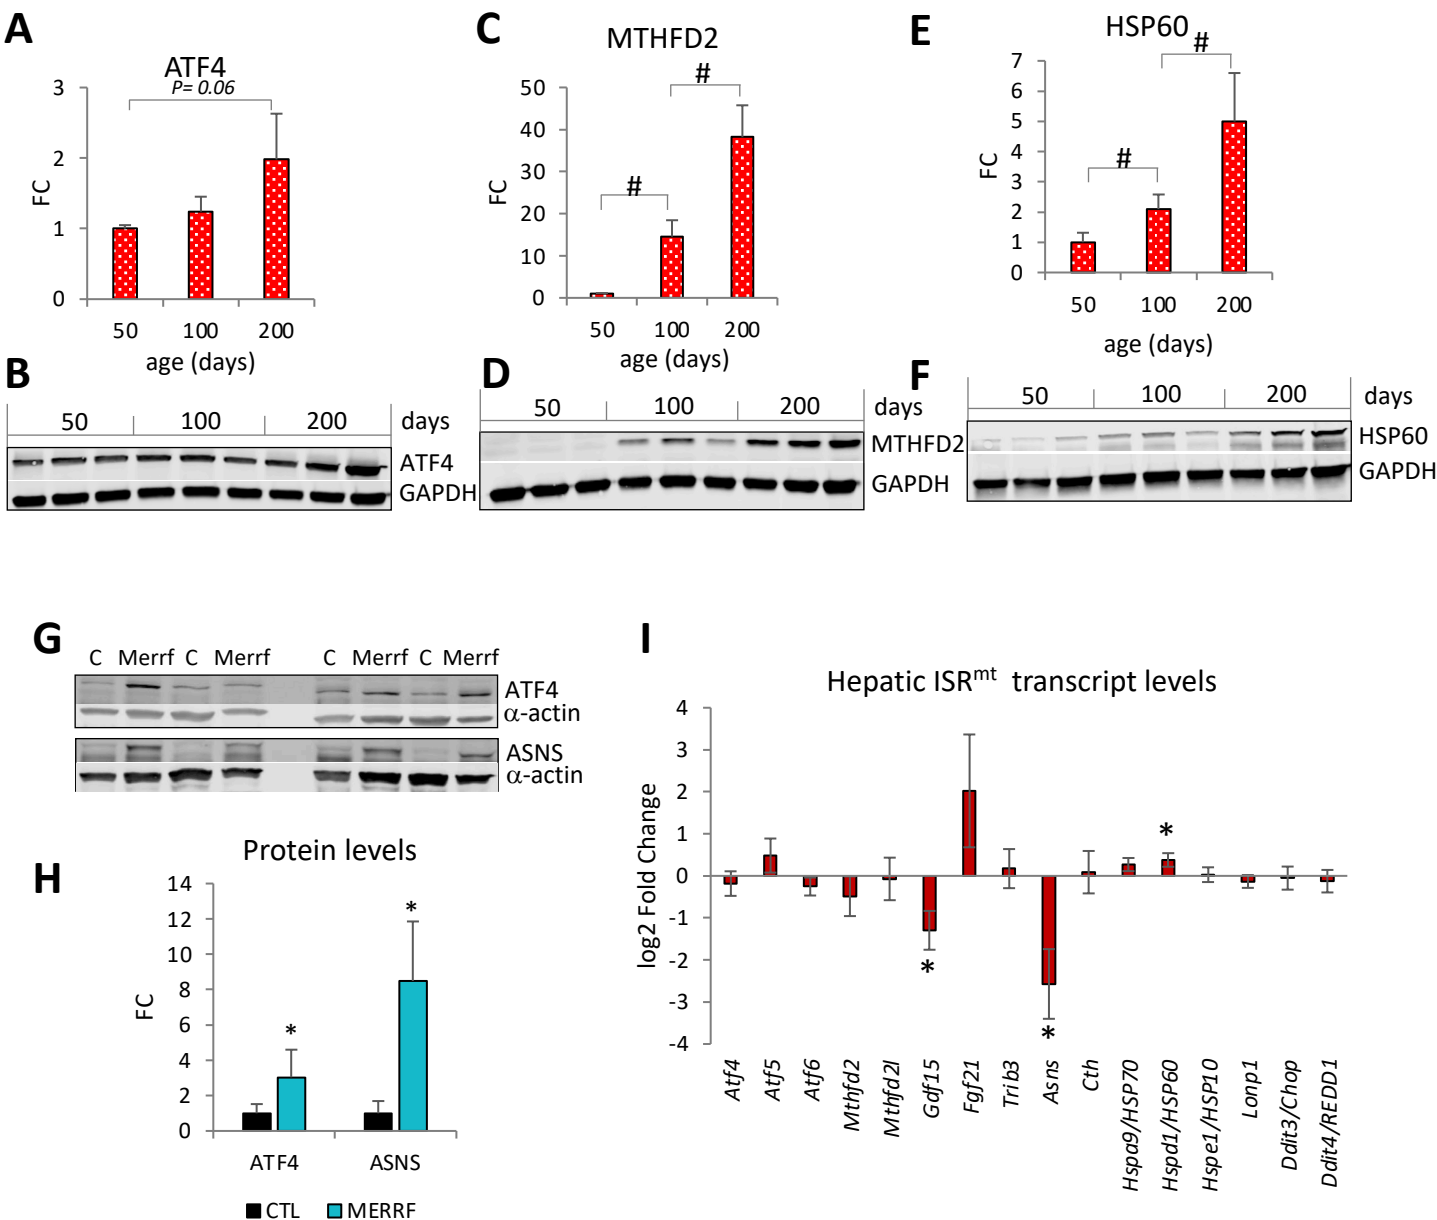 A
ATF4
P= 0.06
3
2
1
0
FC
50 100 200
age (days)
C
MTHFD2
#
#
50
40
30
20
10
0
FC
50 100 200
age (days)
E
HSP60
#
#
7
6
5
4
3
2
1
0
FC
50 100 200
age (days)
B
50 100 200 days
ATF4
GAPDH
D
50 100 200 days
MTHFD2
GAPDH
F
50 100 200 days
HSP60
GAPDH
G
C Merrf C Merrf C Merrf C Merrf
ATF4
α-actin
ASNS
α-actin
H
Protein levels
14
12
10
8
6
4
2
0
FC
*
*
ATF4 ASNS
CTL MERRF
I
Hepatic ISRmt transcript levels
4
3
2
1
0
-1
-2
-3
-4
log2 Fold Change
*
*
*
Atf4
Atf5
Atf6
Mthfd2
Mthfd2l
Gdf15
Fgf21
Trib3
Asns
Cth
Hspa9/HSP70
Hspd1/HSP60
Hspe1/HSP10
Lonp1
Ddit3/Chop
Ddit4/REDD1